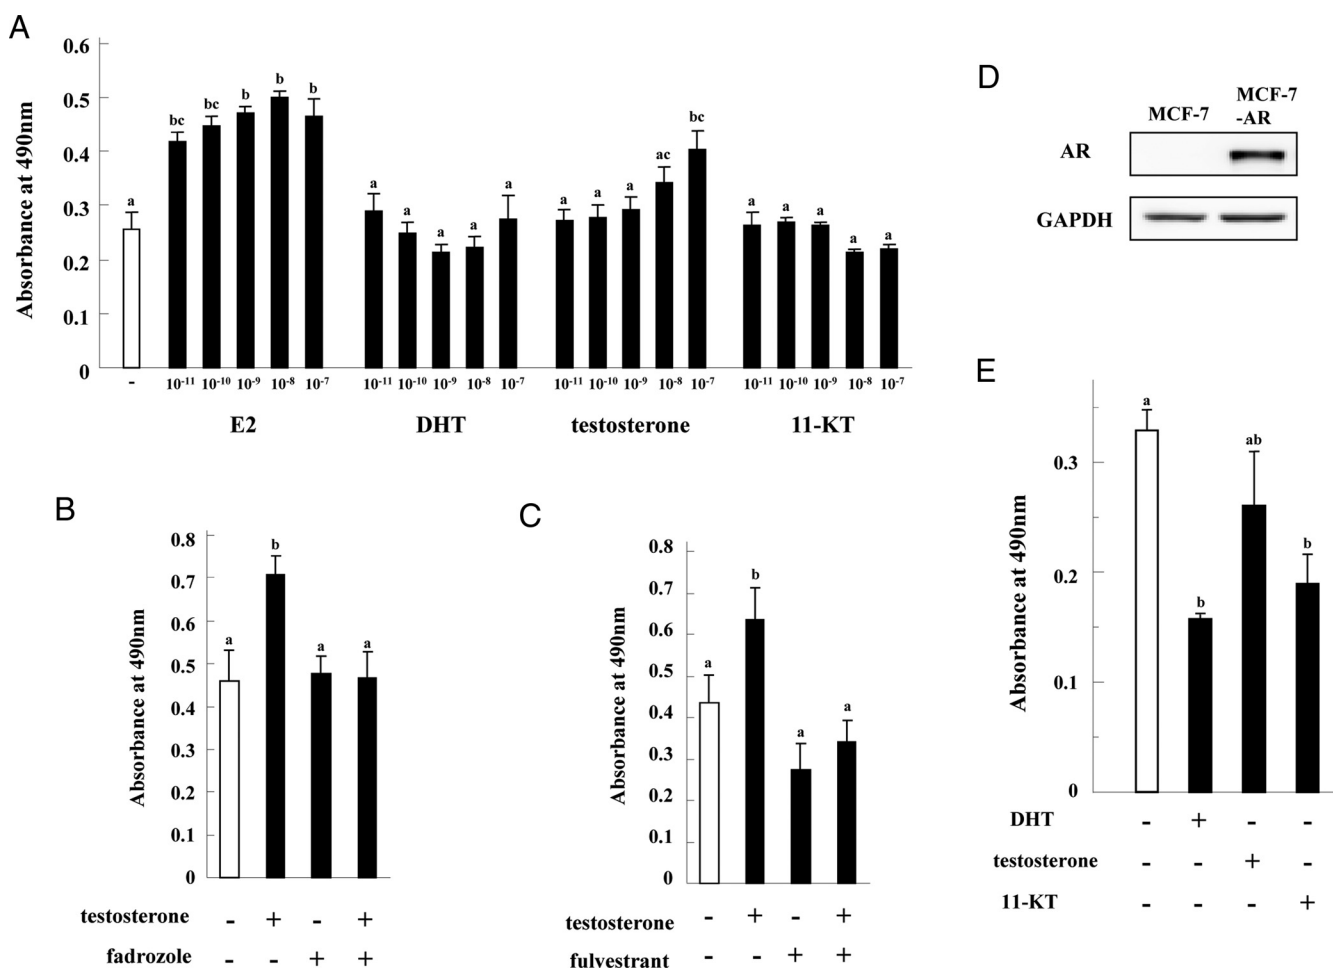 A
Absorbance at 490nm
0.6
0.5
0.4
0.3
0.2
0.1
0
a
bc bc b b b
a a a a a
a a a ac bc
a a a a a
- 10-11 10-10 10-9 10-8 10-7 10-11 10-10 10-9 10-8 10-7 10-11 10-10 10-9 10-8 10-7 10-11 10-10 10-9 10-8 10-7
E2 DHT testosterone 11-KT
B
Absorbance at 490nm
0.8
0.7
0.6
0.5
0.4
0.3
0.2
0.1
0
a b a a
testosterone - + - +
fadrozole - - + +
C
Absorbance at 490nm
0.8
0.7
0.6
0.5
0.4
0.3
0.2
0.1
0
a b a a
testosterone - + - +
fulvestrant - - + +
D
MCF-7 MCF-7
-AR
AR
GAPDH
E
Absorbance at 490nm
0.3
0.2
0.1
0
a b ab b
DHT - + - -
testosterone - - + -
11-KT - - - +